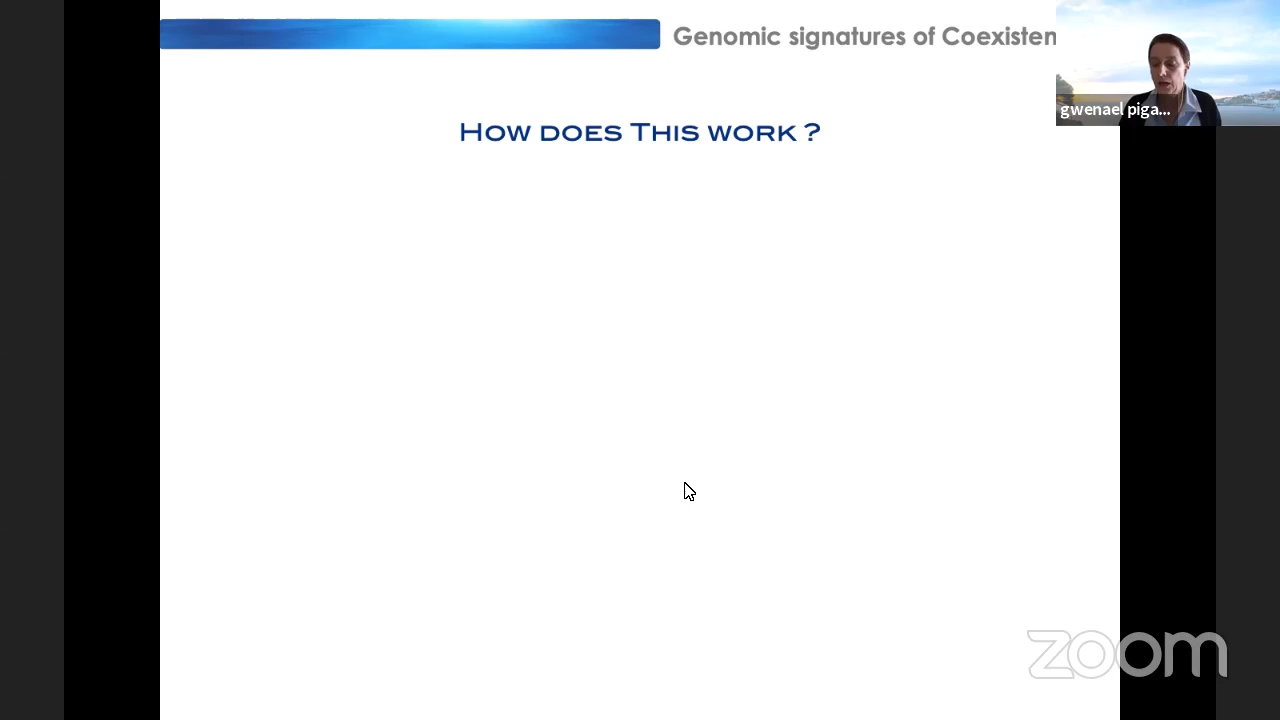 Genomic signatures of Coexisten
gwenael piga...
How does This work ?
zoom